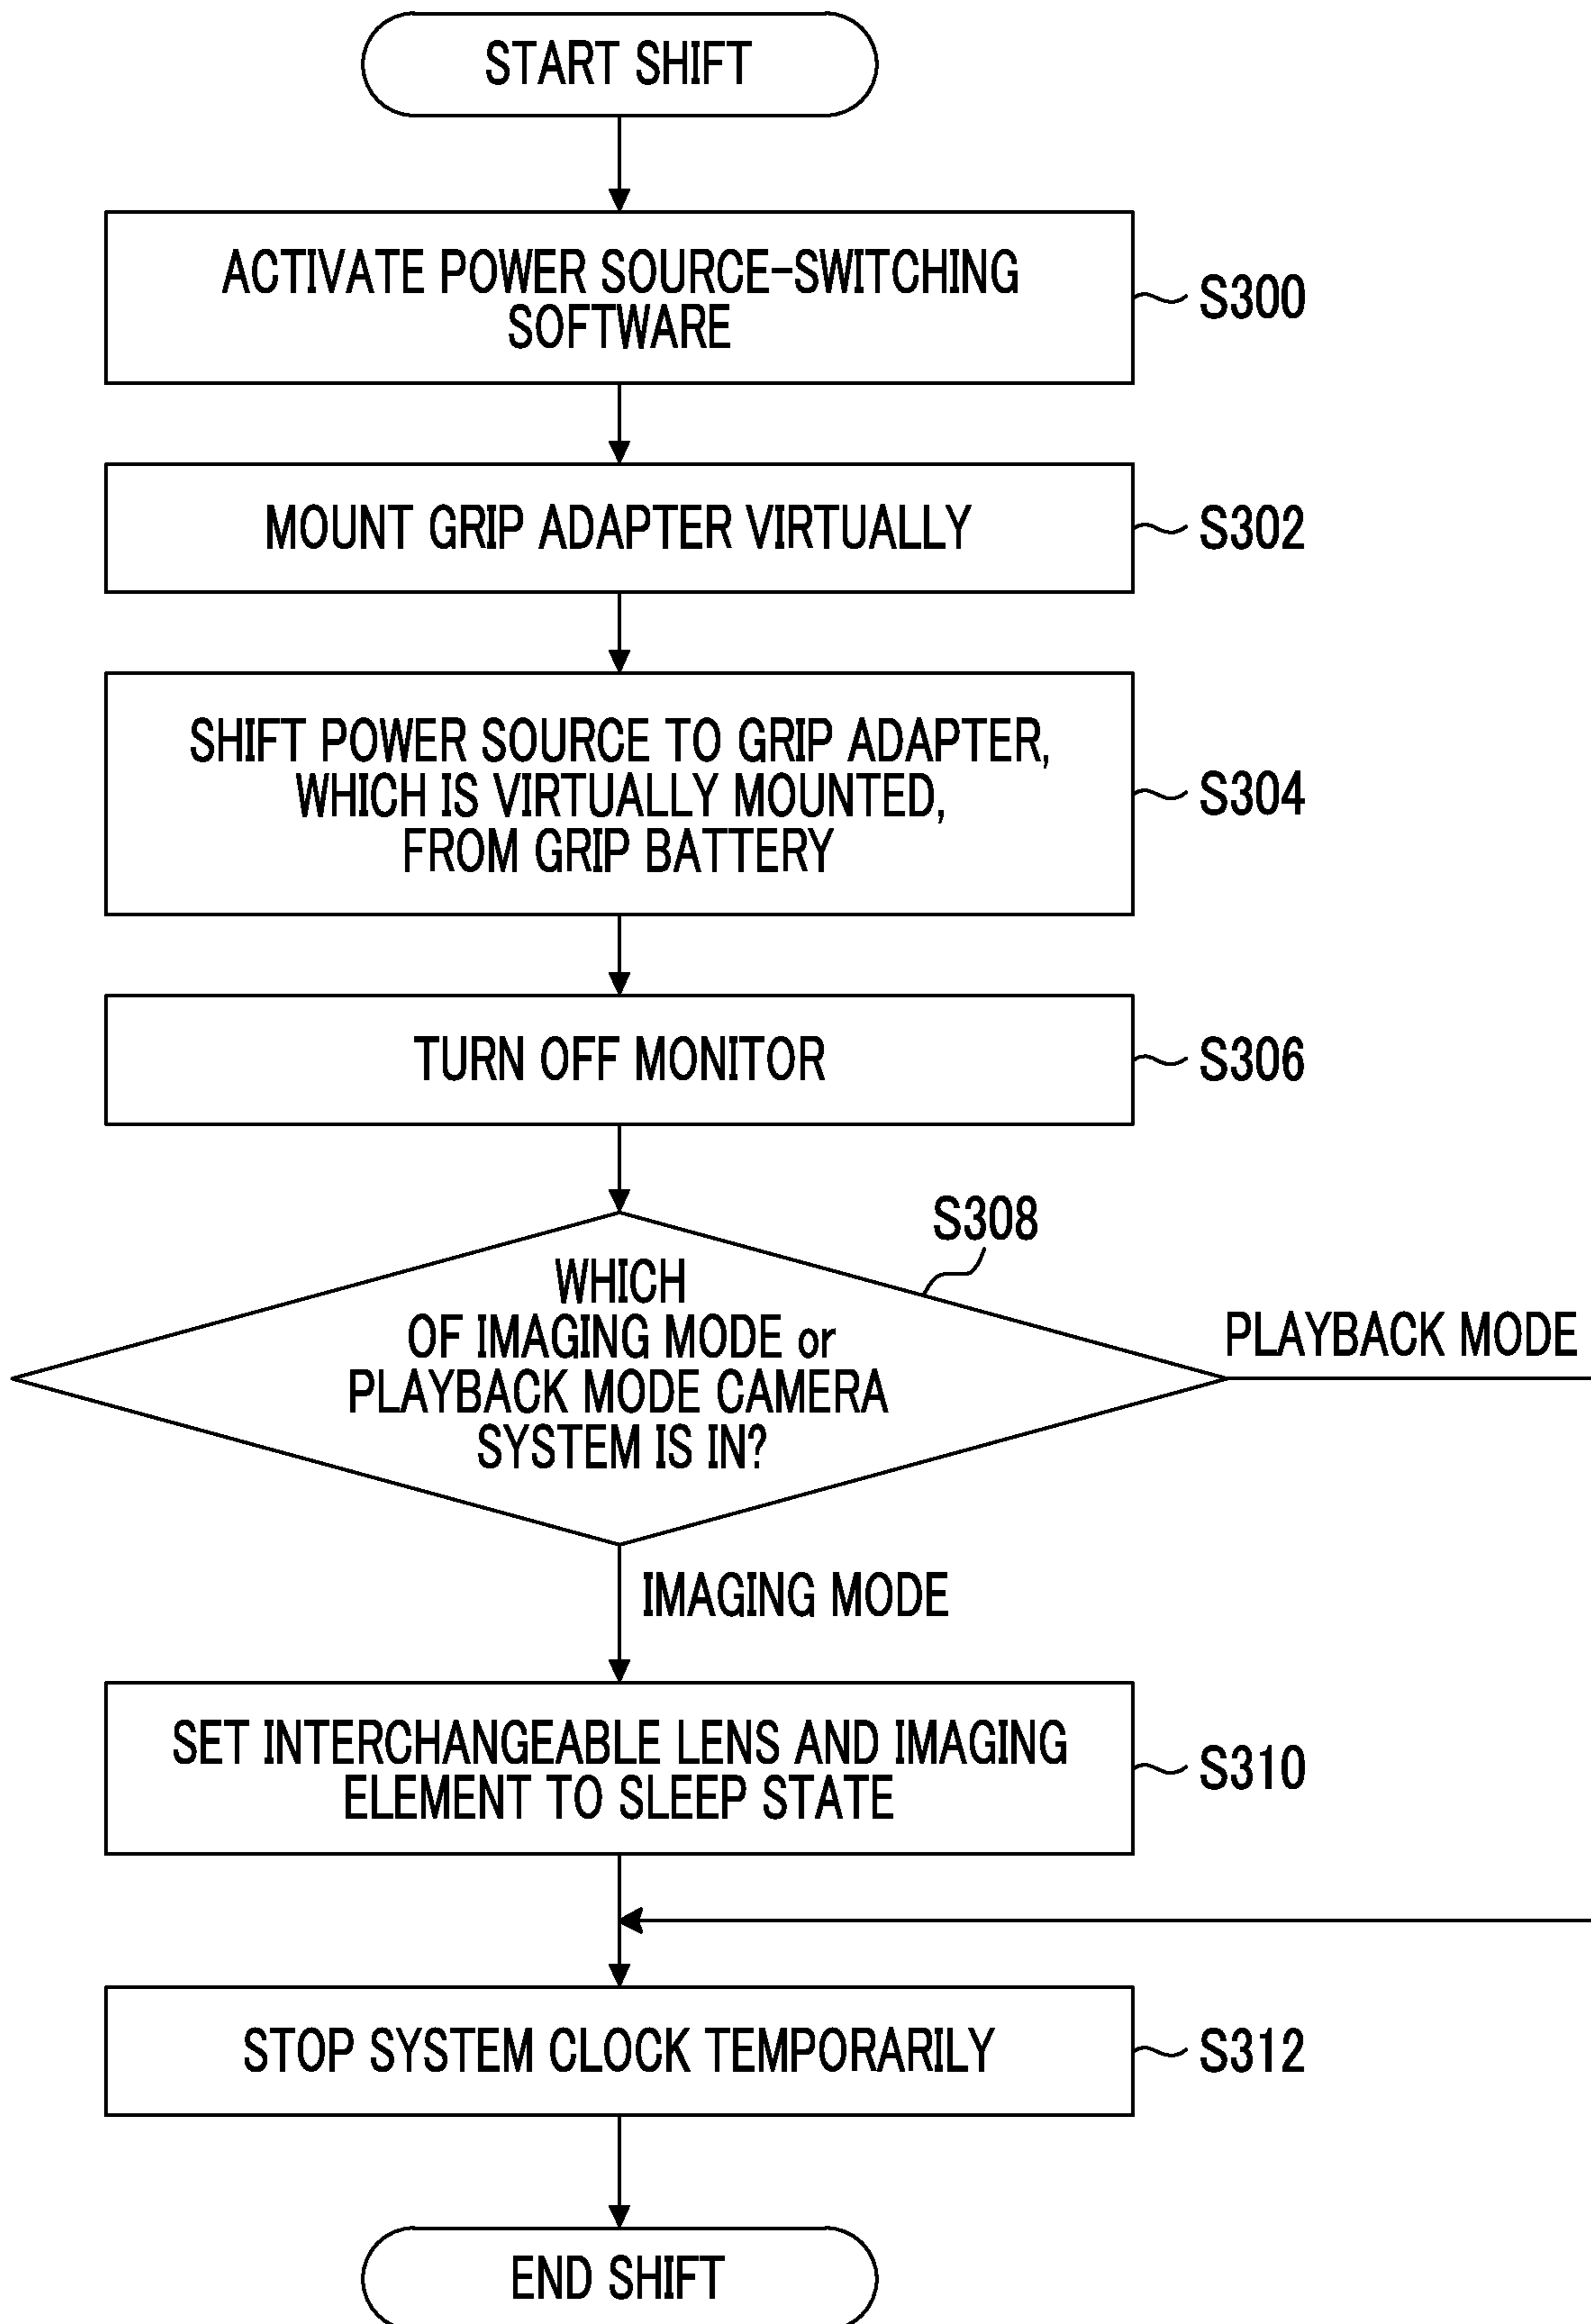 START SHIFT
ACTIVATE POWER SOURCE-SWITCHING
SOFTWARE
S300
MOUNT GRIP ADAPTER VIRTUALLY
S302
SHIFT POWER SOURCE TO GRIP ADAPTER,
WHICH IS VIRTUALLY MOUNTED,
FROM GRIP BATTERY
S304
TURN OFF MONITOR
S306
S308
WHICH
OF IMAGING MODE or
PLAYBACK MODE CAMERA
SYSTEM IS IN?
PLAYBACK MODE
IMAGING MODE
SET INTERCHANGEABLE LENS AND IMAGING
ELEMENT TO SLEEP STATE
S310
STOP SYSTEM CLOCK TEMPORARILY
S312
END SHIFT